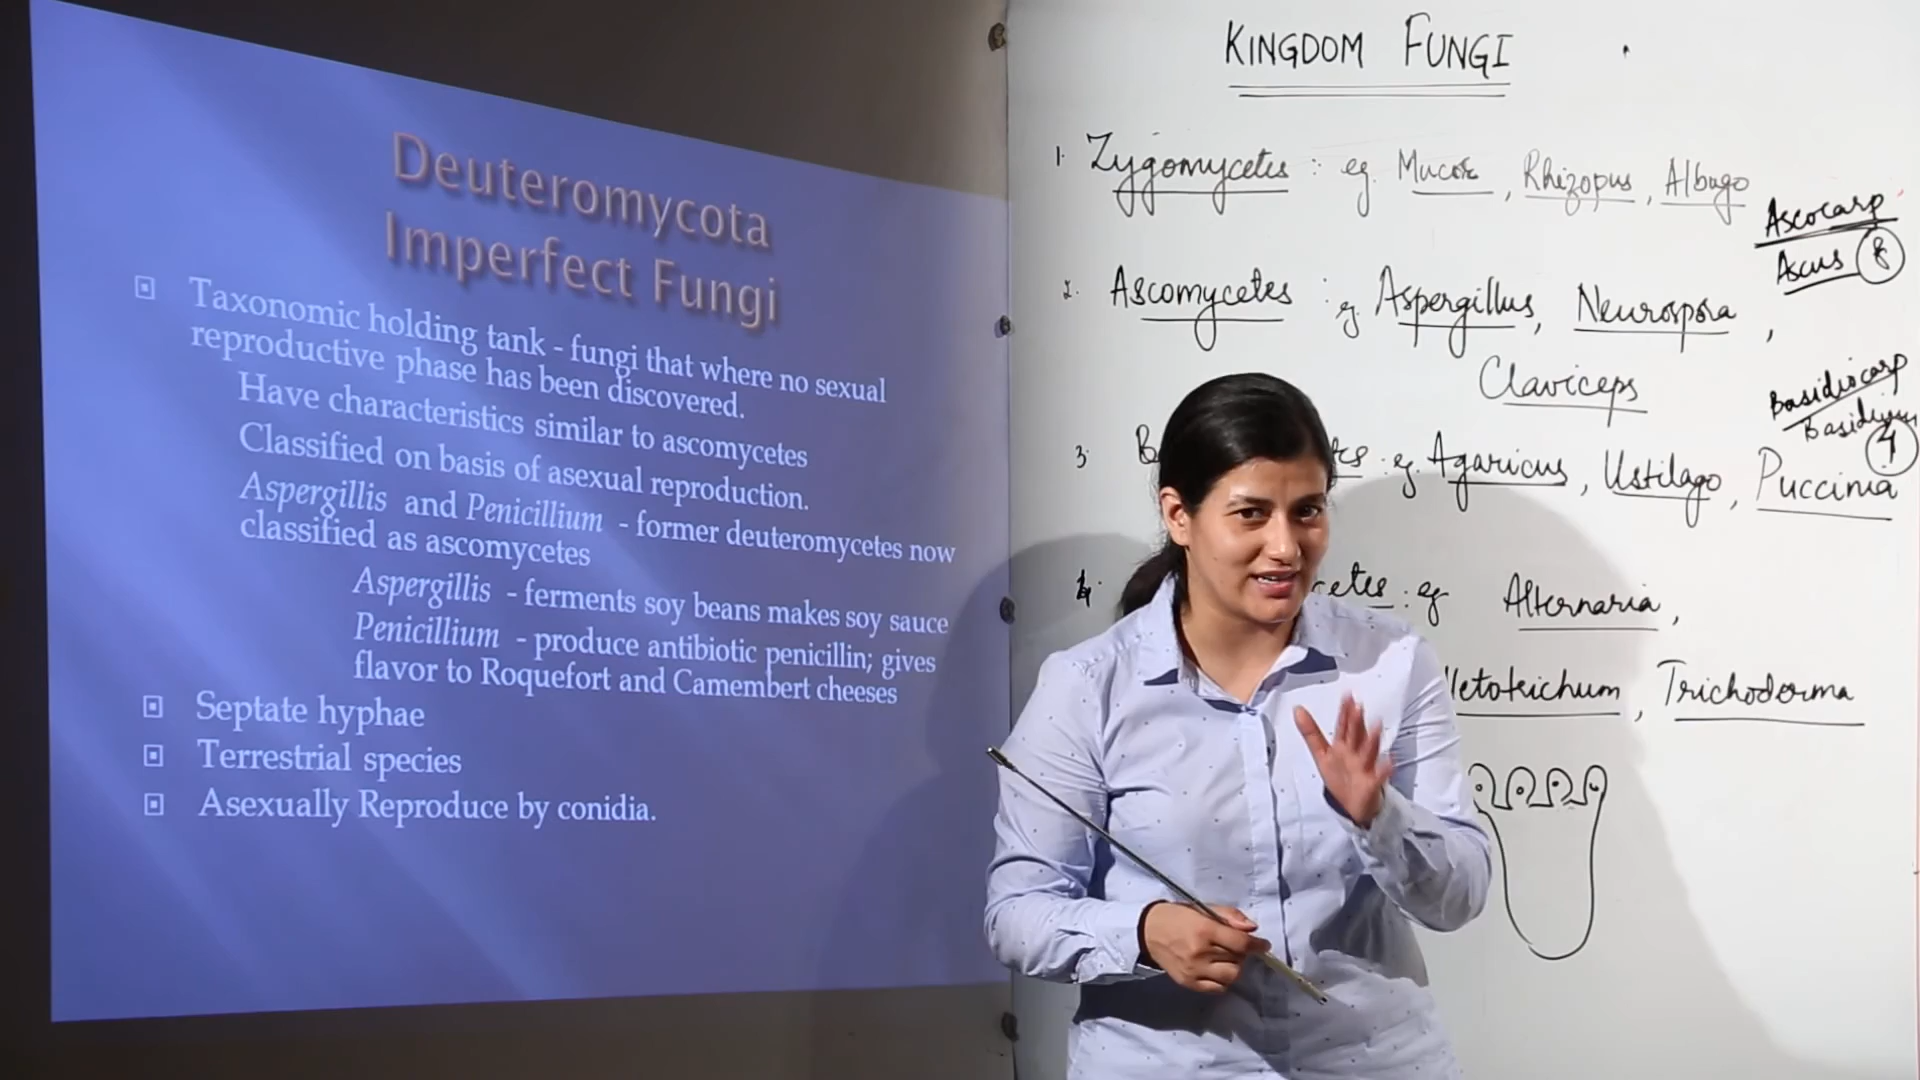 Deuteromycota
Imperfect Fungi
Taxonomic holding tank - fungi that where no sexual
reproductive phase has been discovered.
Have characteristics similar to ascomycetes
Classified on basis of asexual reproduction.
Aspergillis and Penicillium - former deuteromycetes now
classified as ascomycetes
Aspergillis - ferments soy beans makes soy sauce
Penicillium - produce antibiotic penicillin; gives
flavor to Roquefort and Camembert cheeses
Septate hyphae
Terrestrial species
Asexually Reproduce by conidia.
KINGDOM FUNGI
1. Zygomycetes : eg. Mucor, Rhizopus, Albugo
Ascocarp
Ascus 8
2. Ascomycetes : eg. Aspergillus, Neurospora,
Claviceps
Basidiocarp
Basidium
4
3. eg. Agaricus, Ustilago, Puccinia
4. cetes : eg Alternaria,
letotrichum, Trichoderma